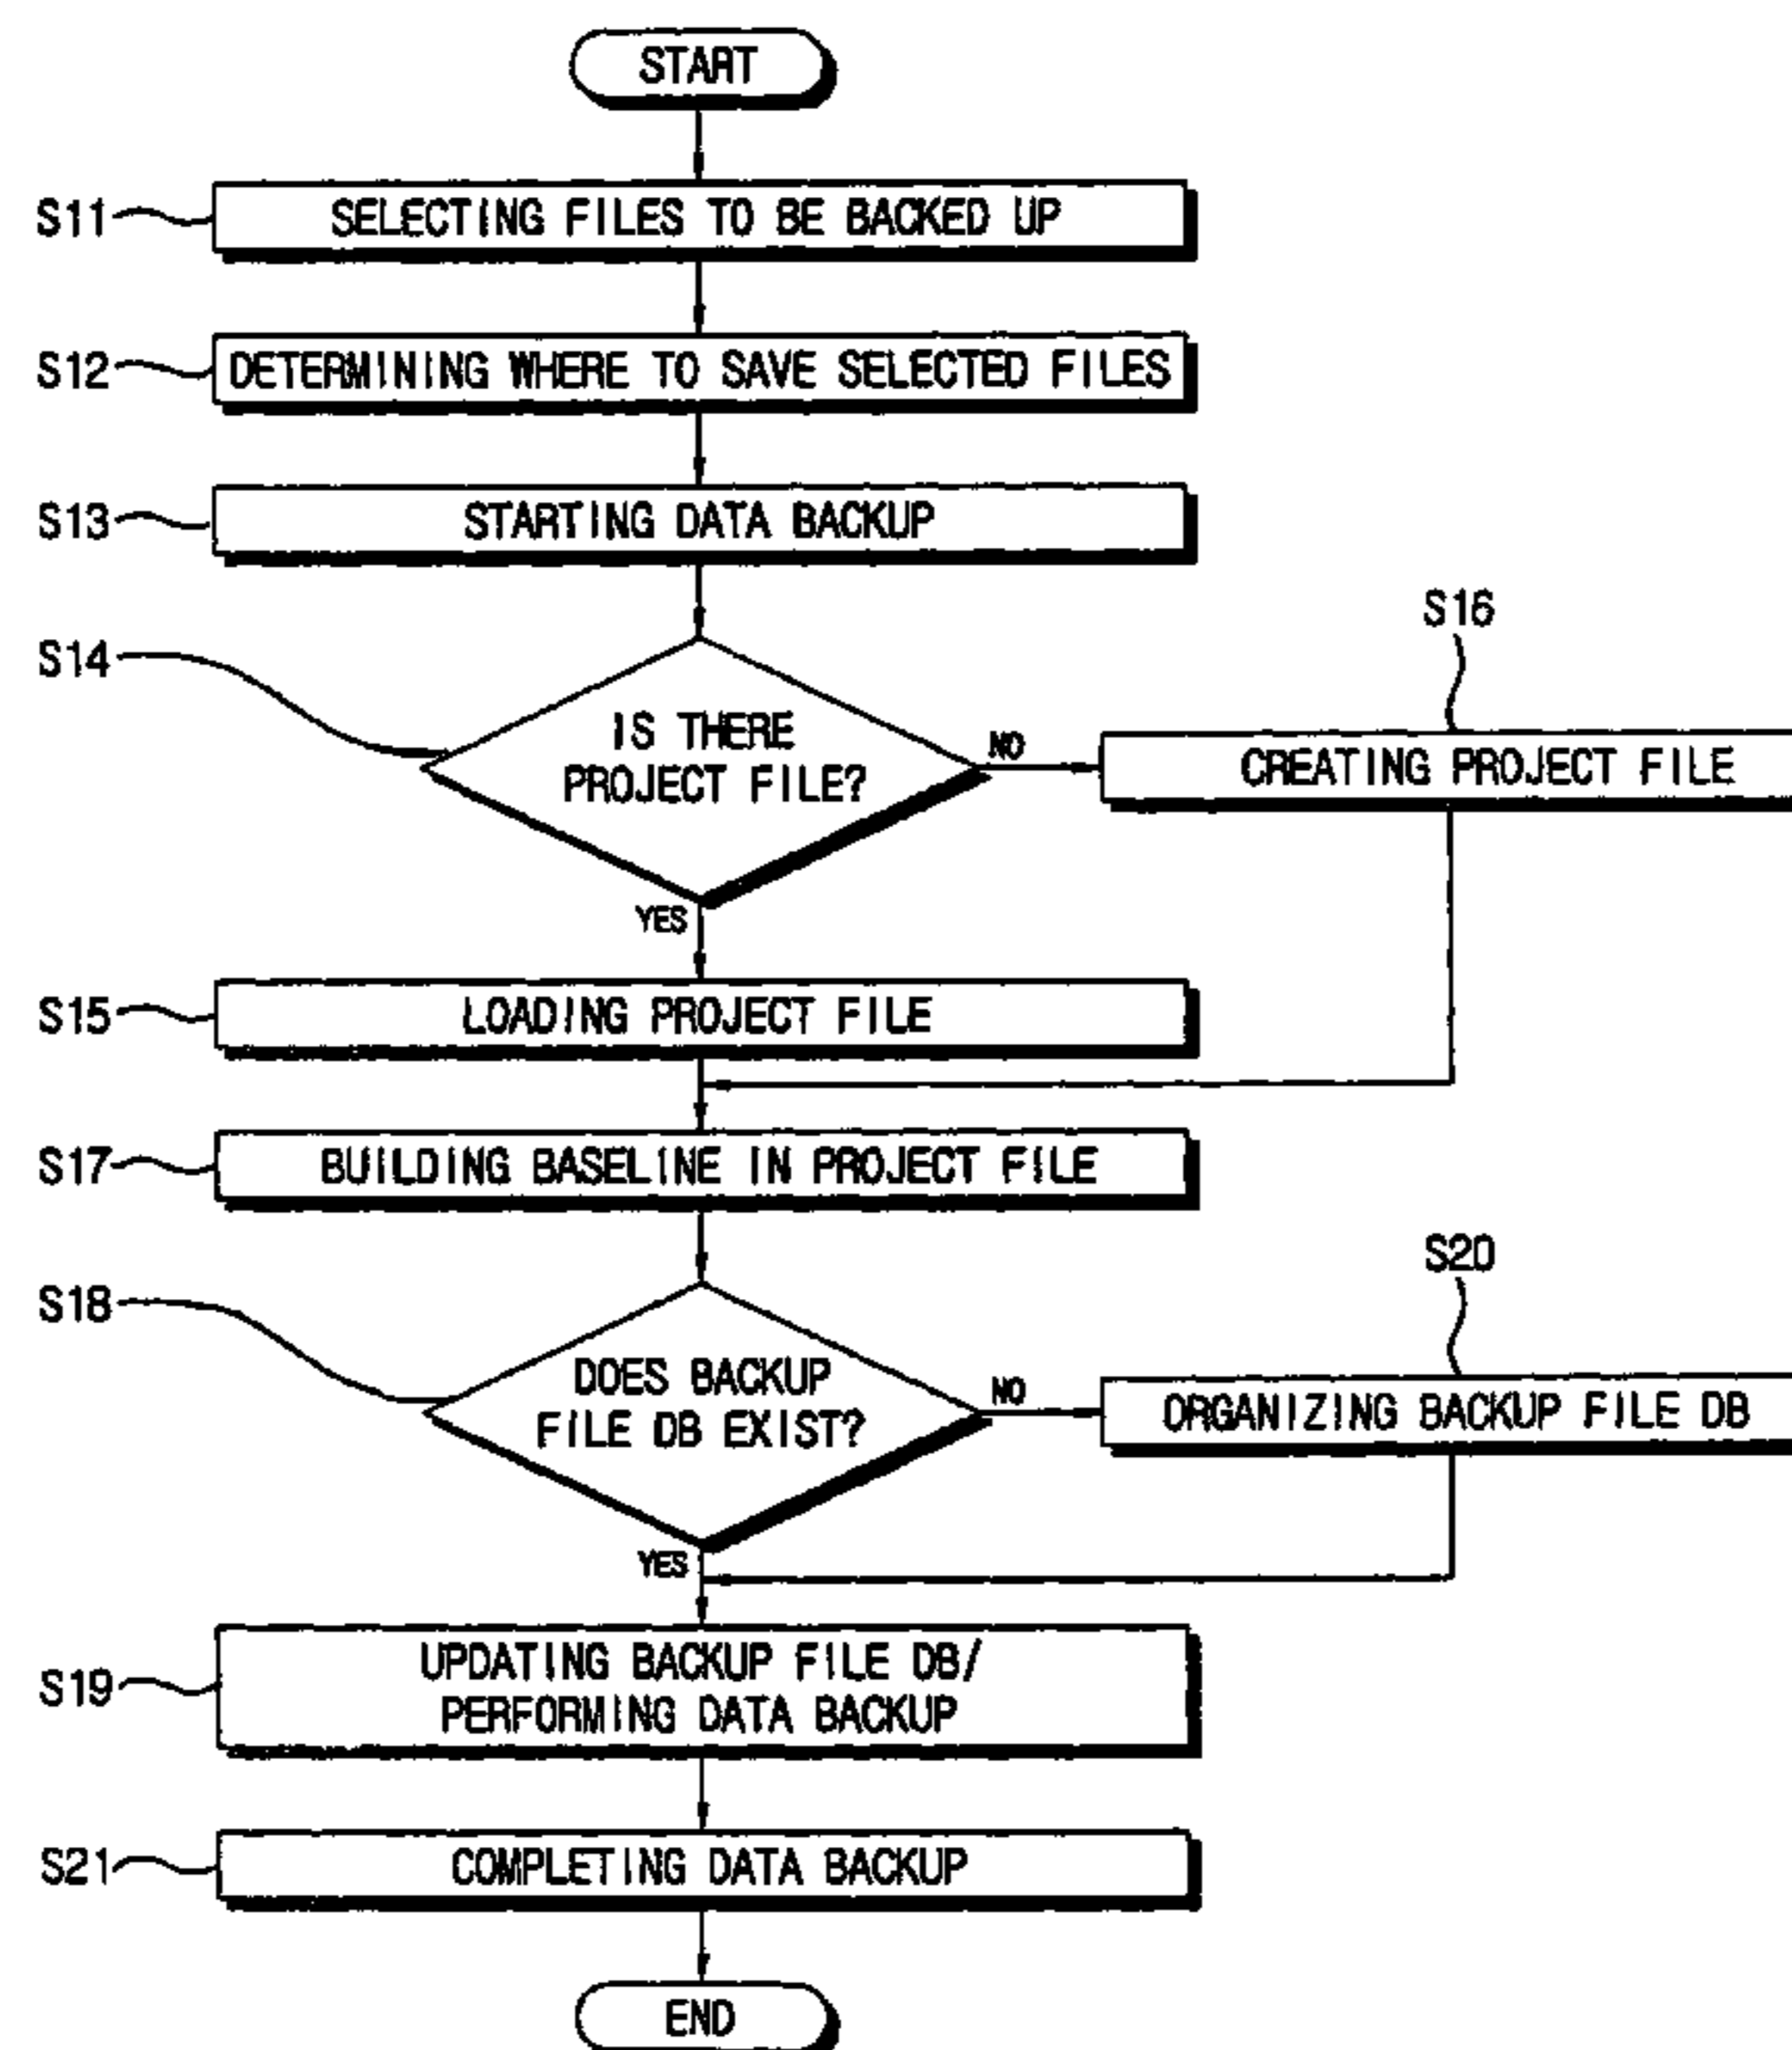 START
S11
SELECTING FILES TO BE BACKED UP
S12
DETERMINING WHERE TO SAVE SELECTED FILES
S13
STARTING DATA BACKUP
S14
IS THERE
PROJECT FILE?
NO
S16
CREATING PROJECT FILE
YES
S15
LOADING PROJECT FILE
S17
BUILDING BASELINE IN PROJECT FILE
S18
DOES BACKUP
FILE DB EXIST?
NO
S20
ORGANIZING BACKUP FILE DB
YES
S19
UPDATING BACKUP FILE DB/
PERFORMING DATA BACKUP
S21
COMPLETING DATA BACKUP
END